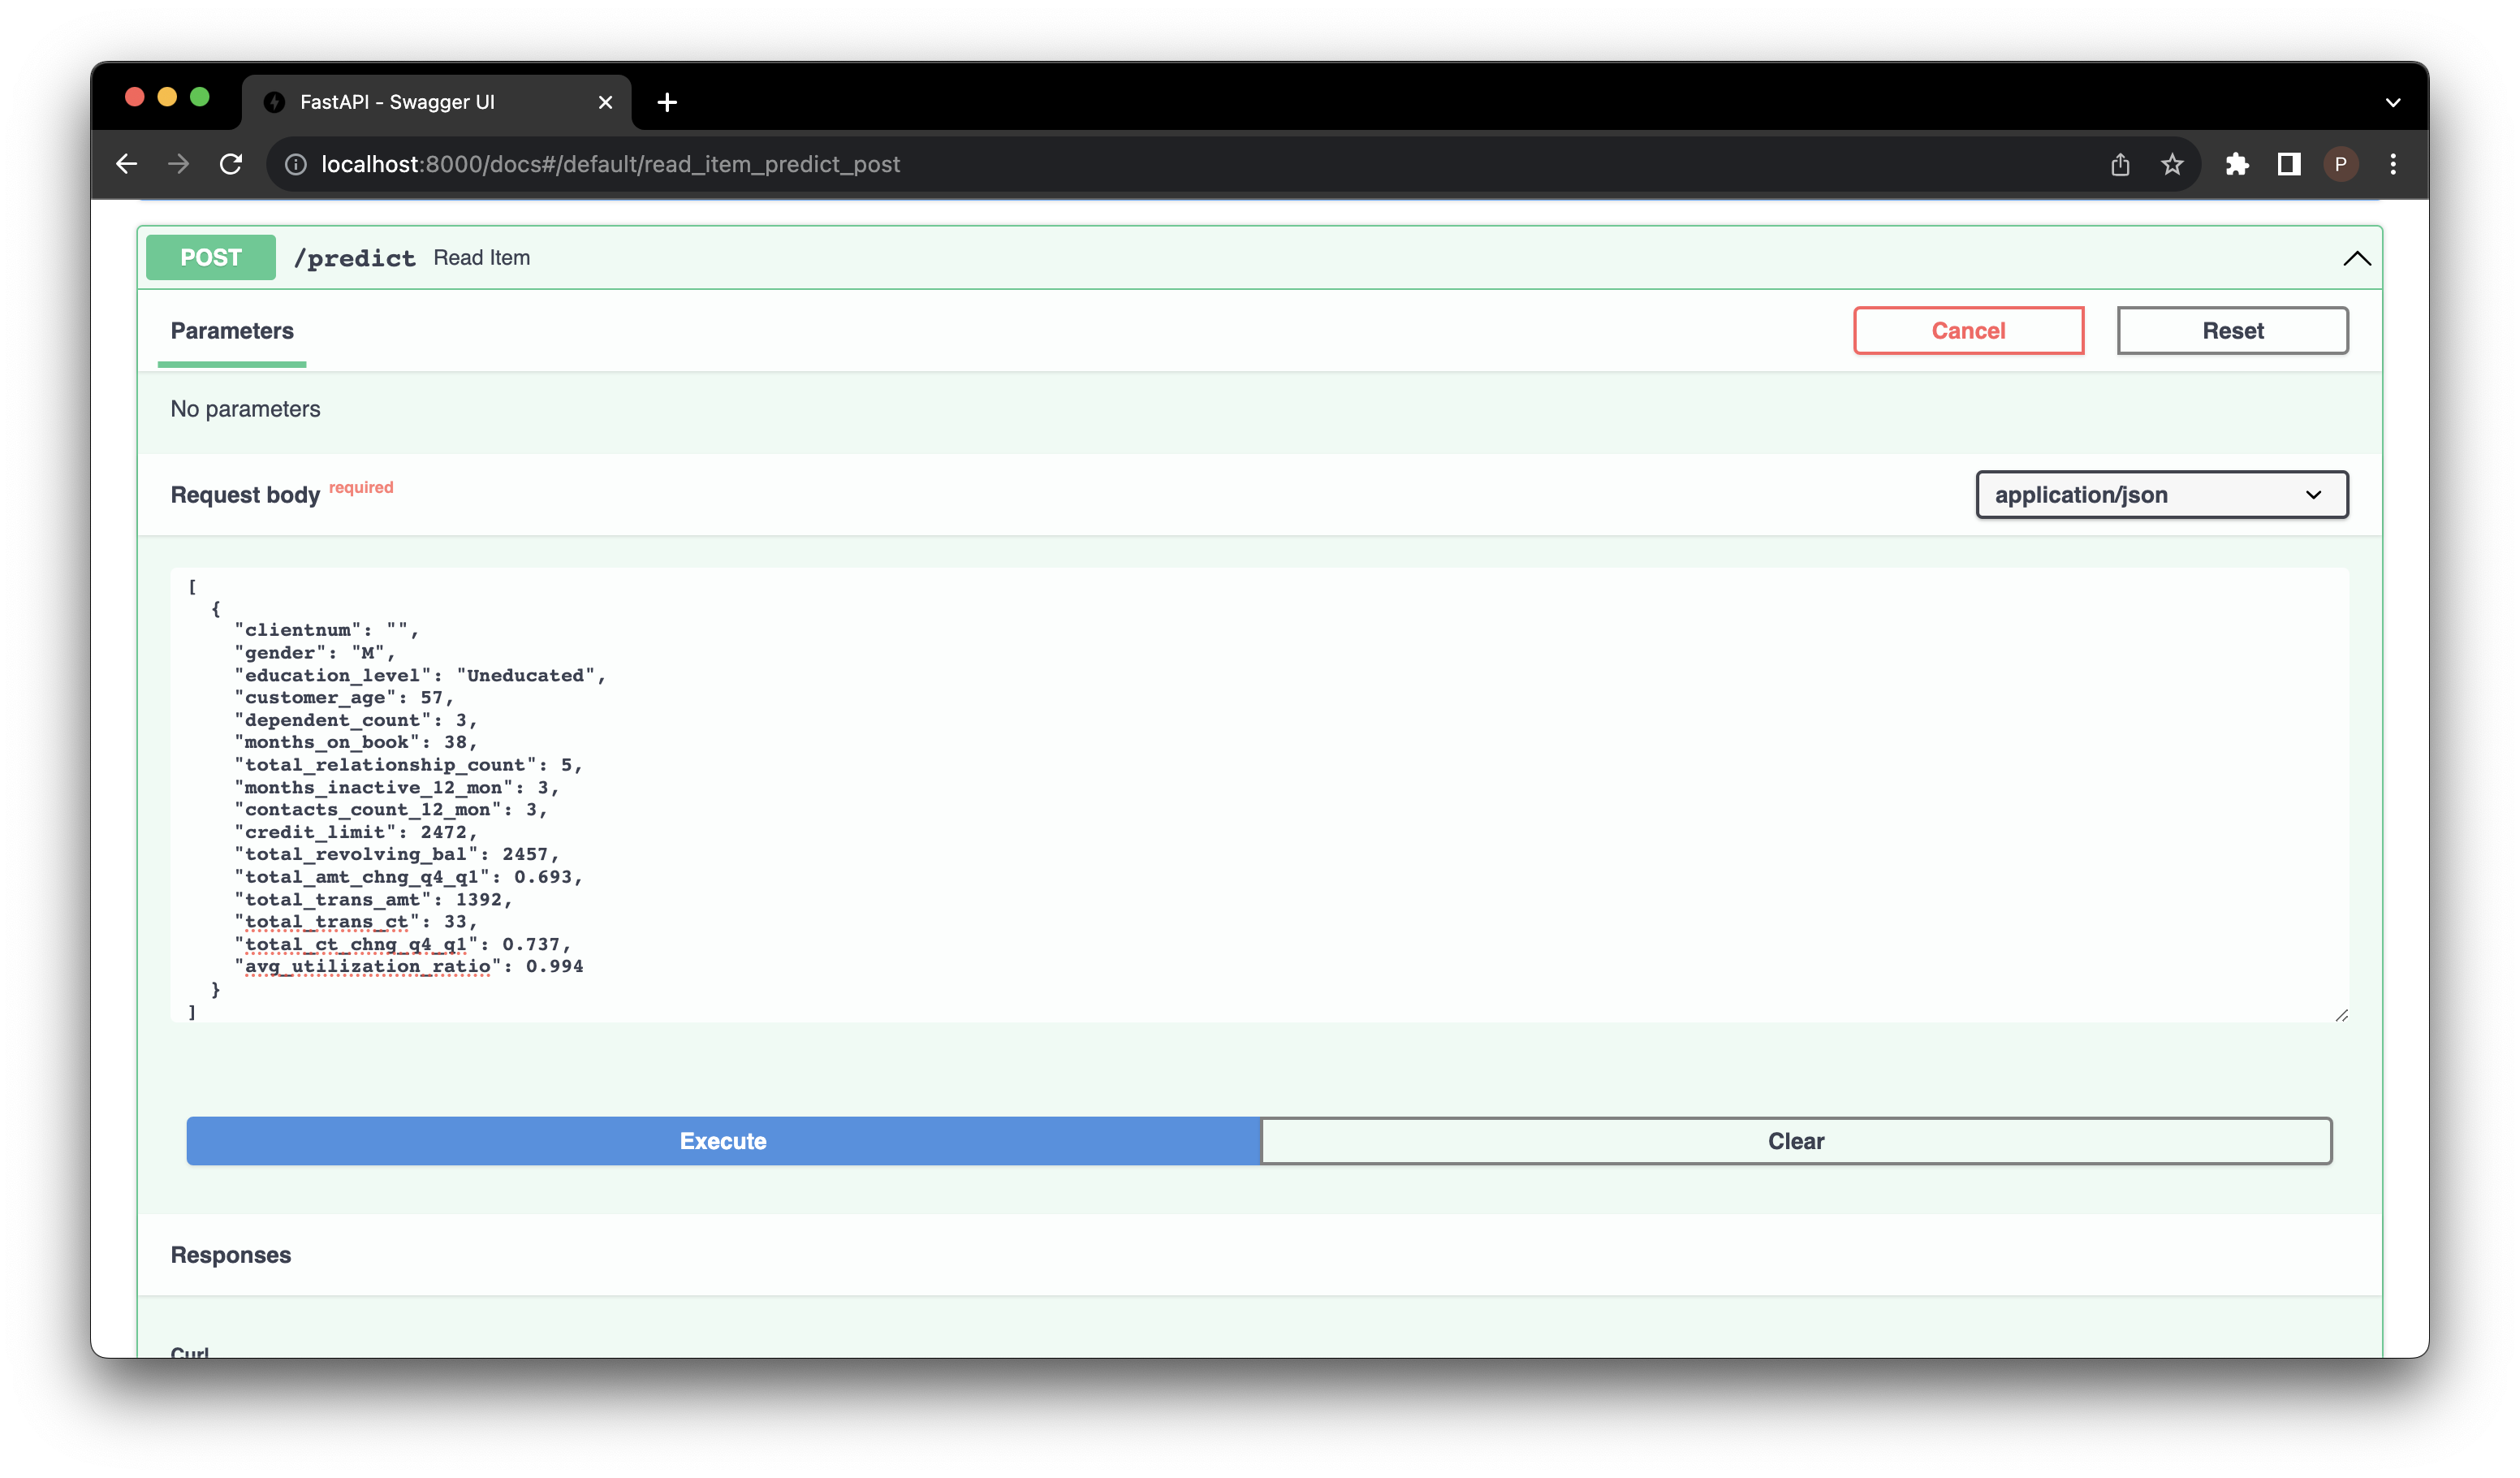 FastAPI - Swagger UI
localhost:8000/docs#/default/read_item_predict_post
P
POST /predict Read Item
Parameters
Cancel
Reset
No parameters
Request body required
application/json
[
{
"clientnum": "",
"gender": "M",
"education_level": "Uneducated",
"customer_age": 57,
"dependent_count": 3,
"months_on_book": 38,
"total_relationship_count": 5,
"months_inactive_12_mon": 3,
"contacts_count_12_mon": 3,
"credit_limit": 2472,
"total_revolving_bal": 2457,
"total_amt_chng_q4_q1": 0.693,
"total_trans_amt": 1392,
"total_trans_ct": 33,
"total_ct_chng_q4_q1": 0.737,
"avg_utilization_ratio": 0.994
}
]
Execute
Clear
Responses
Curl